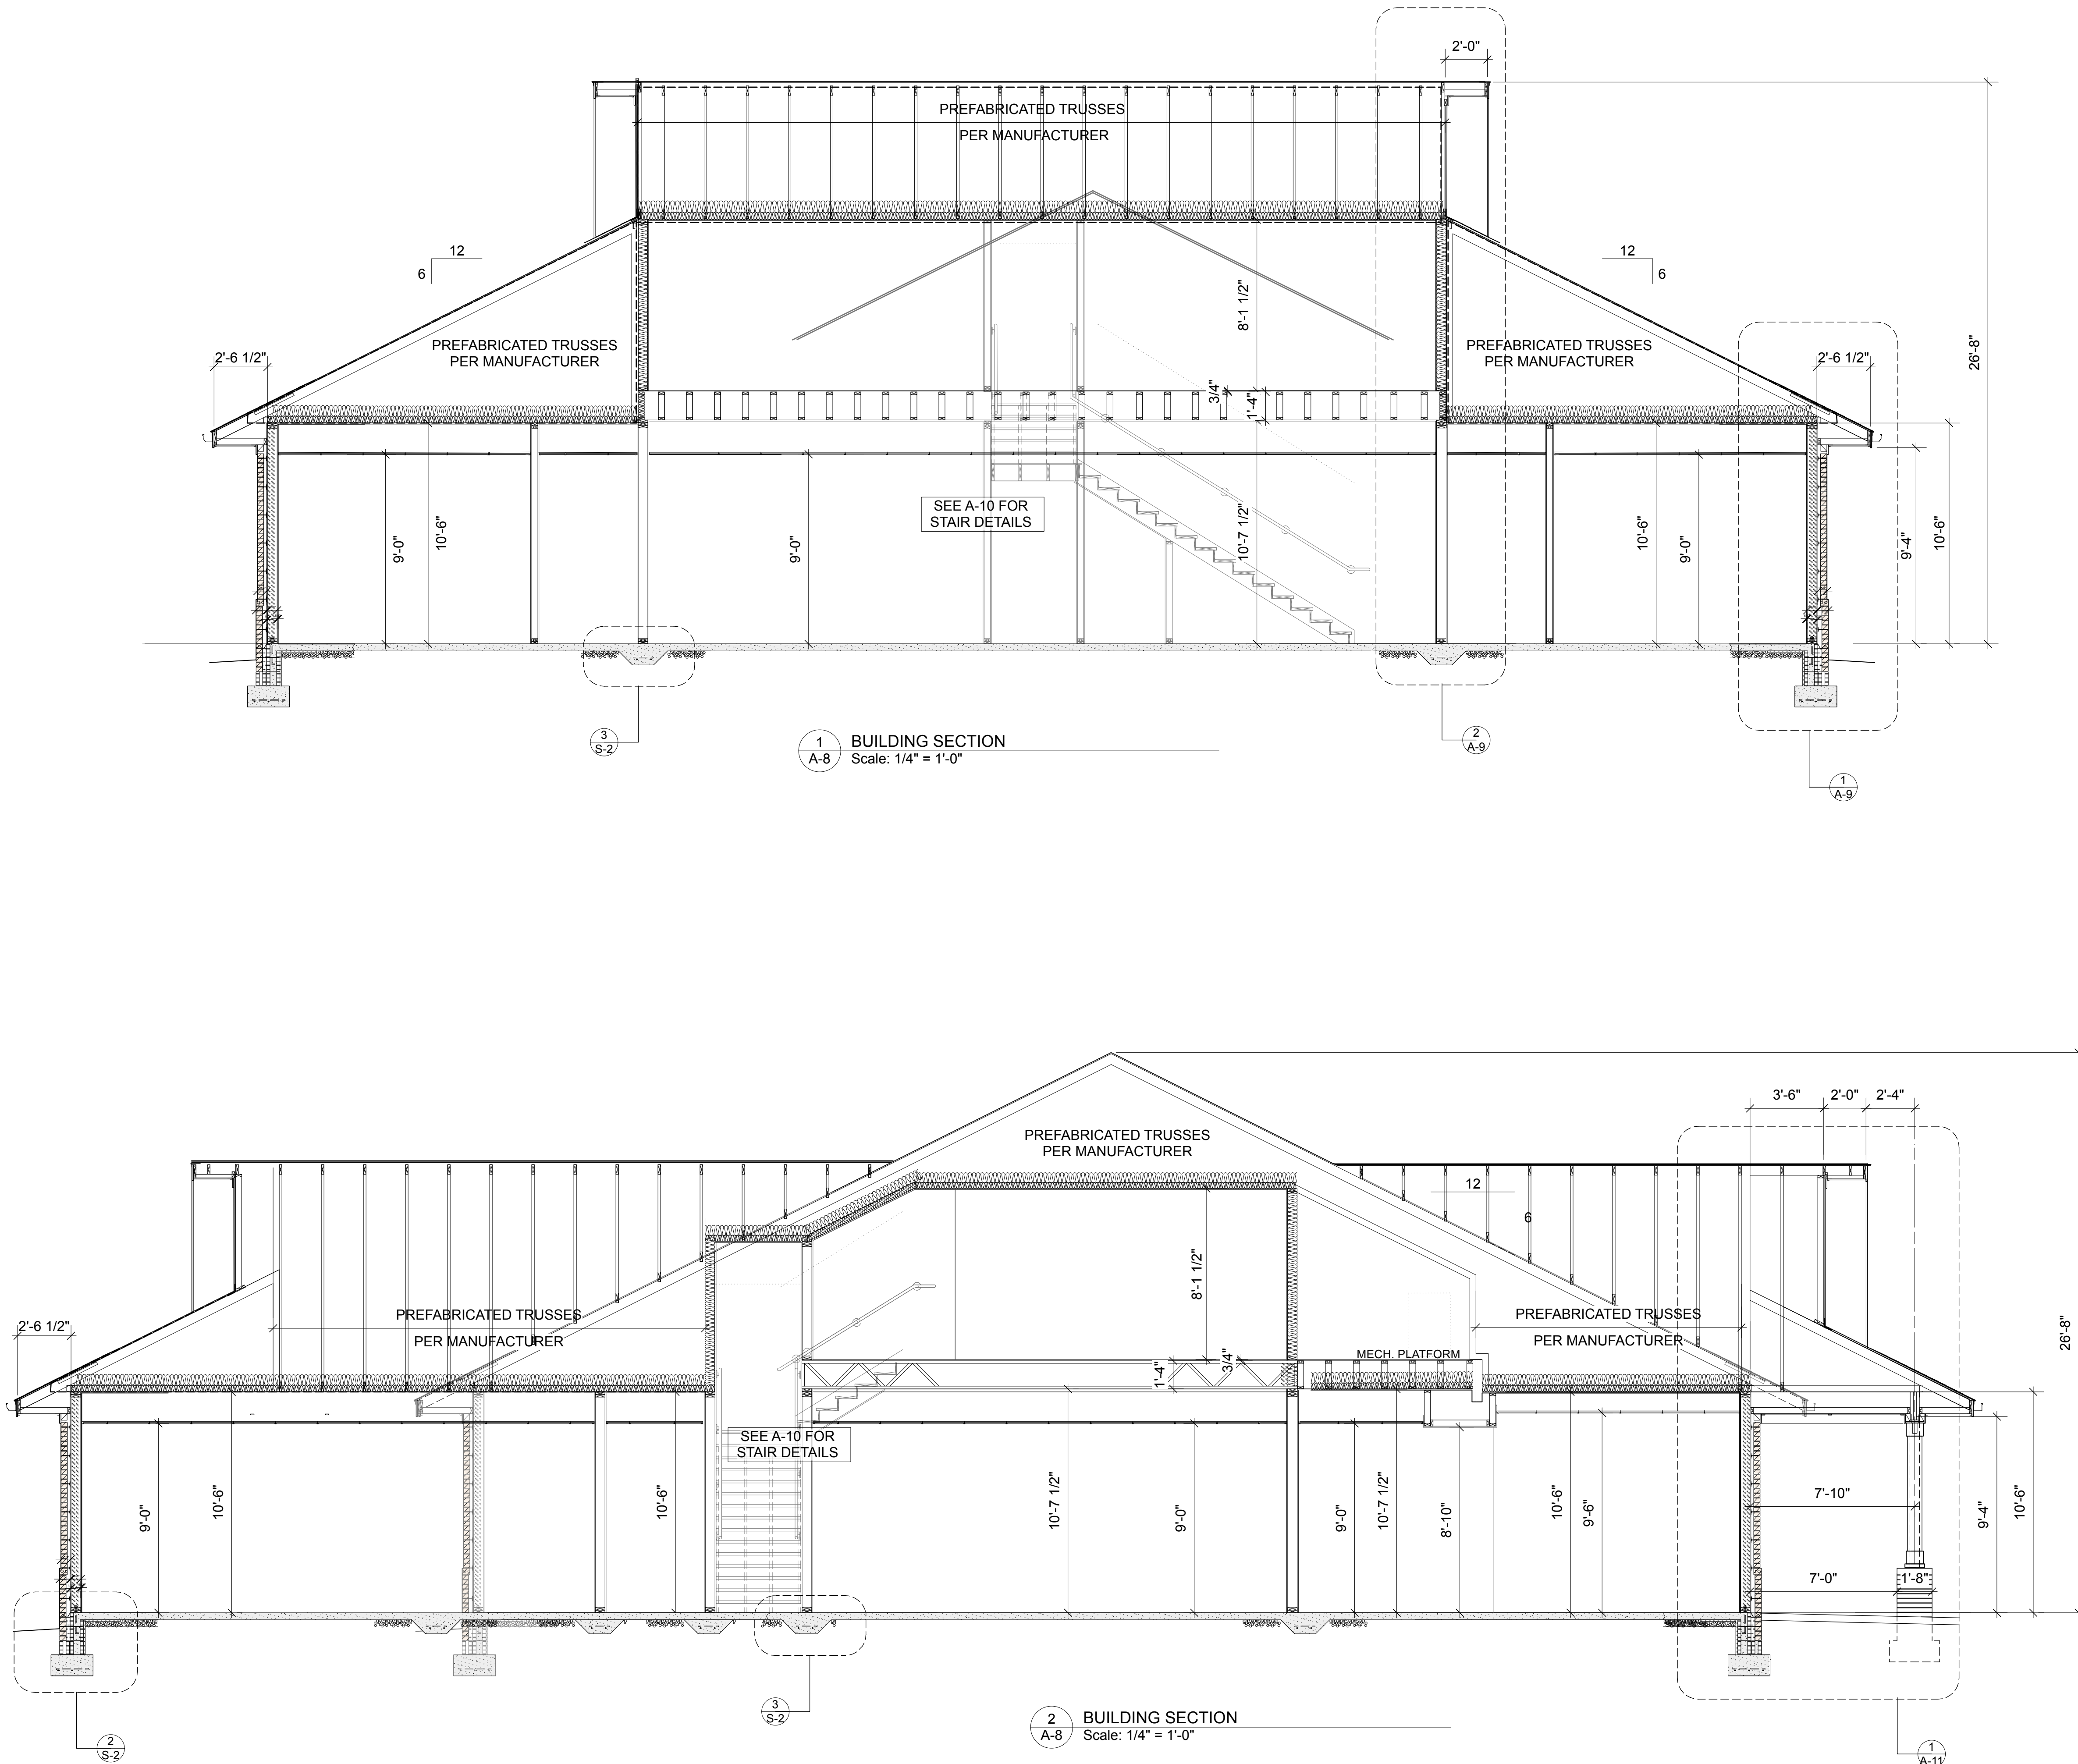 2'-0"
PREFABRICATED TRUSSES
PER MANUFACTURER
12
6
12
6
8'-1 1/2"
PREFABRICATED TRUSSES
PER MANUFACTURER
PREFABRICATED TRUSSES
PER MANUFACTURER
2'-6 1/2"
2'-6 1/2"
26'-8"
3/4"
1'-4"
SEE A-10 FOR
STAIR DETAILS
9'-0"
10'-6"
9'-0"
10'-7 1/2"
10'-6"
9'-0"
9'-4"
10'-6"
3
S-2
1
A-8
BUILDING SECTION
Scale: 1/4" = 1'-0"
2
A-9
1
A-9
3'-6"
2'-0"
2'-4"
PREFABRICATED TRUSSES
PER MANUFACTURER
12
6
8'-1 1/2"
PREFABRICATED TRUSSES
PER MANUFACTURER
PREFABRICATED TRUSSES
PER MANUFACTURER
2'-6 1/2"
26'-8"
MECH. PLATFORM
1'-4"
3/4"
SEE A-10 FOR
STAIR DETAILS
9'-0"
10'-6"
10'-6"
10'-7 1/2"
9'-0"
9'-0"
10'-7 1/2"
8'-10"
10'-6"
9'-6"
7'-10"
9'-4"
10'-6"
7'-0"
1'-8"
2
S-2
3
S-2
2
A-8
BUILDING SECTION
Scale: 1/4" = 1'-0"
1
A-11